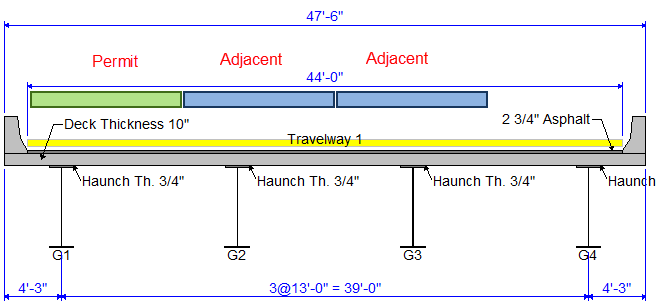 47'-6"
Permit Adjacent Adjacent
44'-0"
Deck Thickness 10" 2 3/4" Asphalt
Travelway 1
Haunch Th. 3/4" Haunch Th. 3/4" Haunch Th. 3/4" Haunch
G1 G2 G3 G4
4'-3" 3@13'-0" = 39'-0" 4'-3"